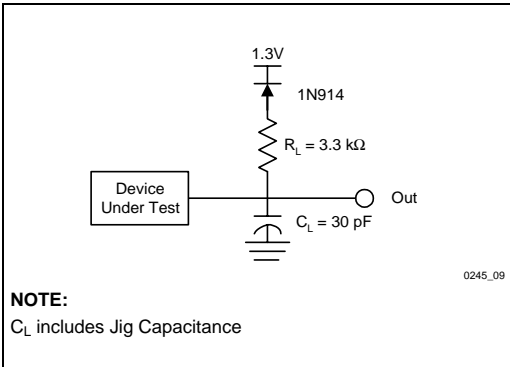 1.3V
1N914
R_L = 3.3 kΩ
Device
Under Test
Out
C_L = 30 pF
0245_09
NOTE:
C_L includes Jig Capacitance